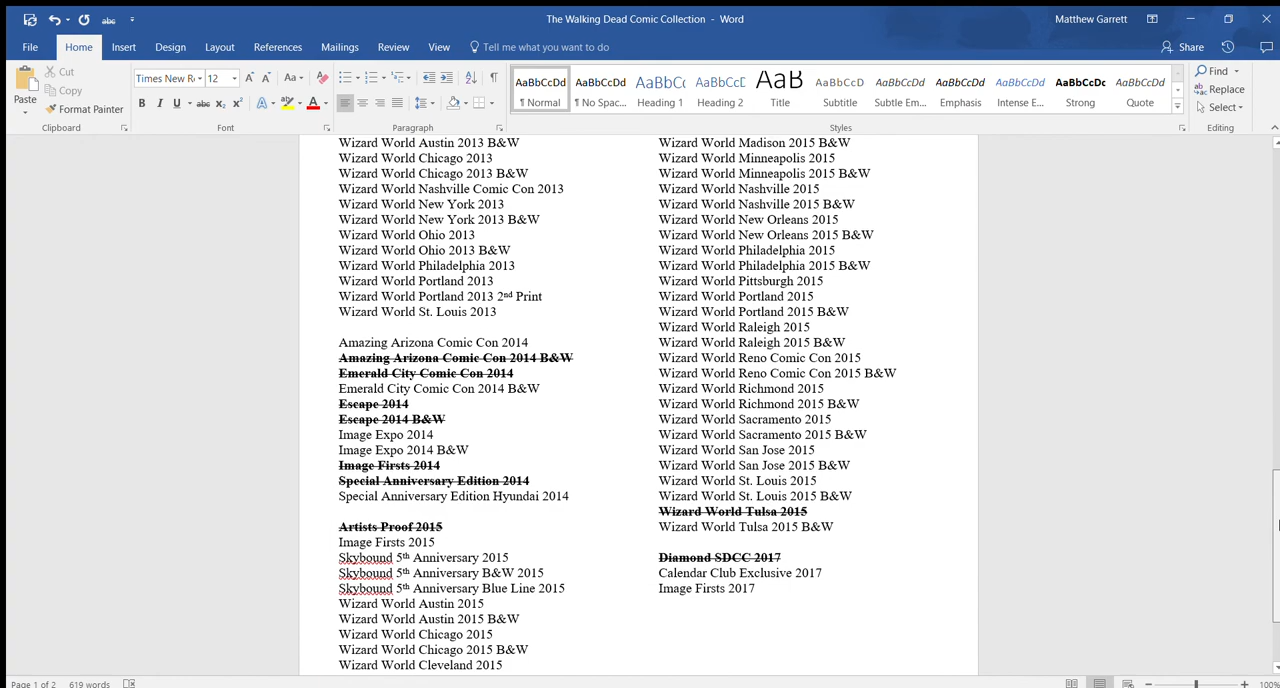 The Walking Dead Comic Collection - Word
Matthew Garrett
File Home Insert Design Layout References Mailings Review View Tell me what you want to do
Share
Paste
Cut
Copy
Format Painter
Clipboard
Times New R 12
Font
Paragraph
AaBbCcDd AaBbCcDd AaBbC( AaBbCcE AaB AaBbCcD AaBbCcDd AaBbCcDd AaBbCcDd AaBbCcDc AaBbCcDd
¶ Normal ¶ No Spac... Heading 1 Heading 2 Title Subtitle Subtle Em... Emphasis Intense E... Strong Quote
Styles
Find
Replace
Select
Editing
Wizard World Austin 2013 B&W
Wizard World Chicago 2013
Wizard World Chicago 2013 B&W
Wizard World Nashville Comic Con 2013
Wizard World New York 2013
Wizard World New York 2013 B&W
Wizard World Ohio 2013
Wizard World Ohio 2013 B&W
Wizard World Philadelphia 2013
Wizard World Portland 2013
Wizard World Portland 2013 2nd Print
Wizard World St. Louis 2013
Amazing Arizona Comic Con 2014
Amazing Arizona Comic Con 2014 B&W
Emerald City Comic Con 2014
Emerald City Comic Con 2014 B&W
Escape 2014
Escape 2014 B&W
Image Expo 2014
Image Expo 2014 B&W
Image Firsts 2014
Special Anniversary Edition 2014
Special Anniversary Edition Hyundai 2014
Artists Proof 2015
Image Firsts 2015
Skybound 5th Anniversary 2015
Skybound 5th Anniversary B&W 2015
Skybound 5th Anniversary Blue Line 2015
Wizard World Austin 2015
Wizard World Austin 2015 B&W
Wizard World Chicago 2015
Wizard World Chicago 2015 B&W
Wizard World Cleveland 2015
Wizard World Madison 2015 B&W
Wizard World Minneapolis 2015
Wizard World Minneapolis 2015 B&W
Wizard World Nashville 2015
Wizard World Nashville 2015 B&W
Wizard World New Orleans 2015
Wizard World New Orleans 2015 B&W
Wizard World Philadelphia 2015
Wizard World Philadelphia 2015 B&W
Wizard World Pittsburgh 2015
Wizard World Portland 2015
Wizard World Portland 2015 B&W
Wizard World Raleigh 2015
Wizard World Raleigh 2015 B&W
Wizard World Reno Comic Con 2015
Wizard World Reno Comic Con 2015 B&W
Wizard World Richmond 2015
Wizard World Richmond 2015 B&W
Wizard World Sacramento 2015
Wizard World Sacramento 2015 B&W
Wizard World San Jose 2015
Wizard World San Jose 2015 B&W
Wizard World St. Louis 2015
Wizard World St. Louis 2015 B&W
Wizard World Tulsa 2015
Wizard World Tulsa 2015 B&W
Diamond SDCC 2017
Calendar Club Exclusive 2017
Image Firsts 2017
Page 1 of 2 619 words
100%